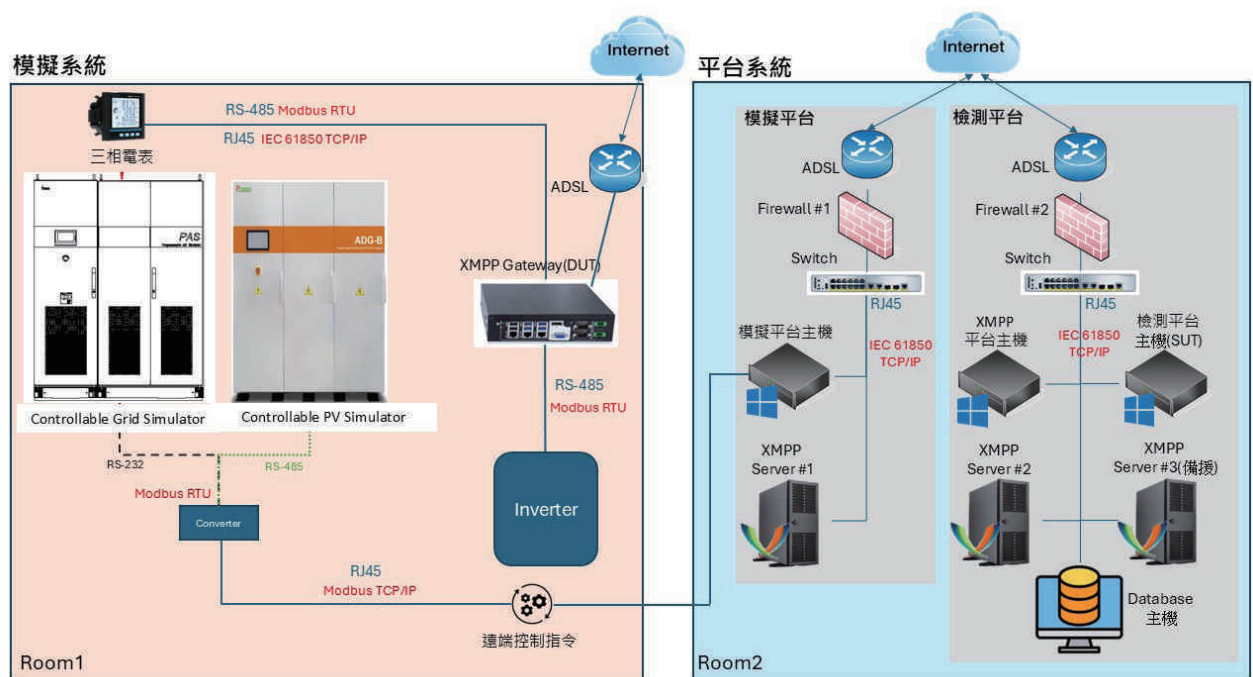 模擬系統
Internet
RS-485 Modbus RTU
RJ45 IEC 61850 TCP/IP
三相電表
ADSL
PAS
ADG-B
XMPP Gateway(DUT)
Controllable Grid Simulator
Controllable PV Simulator
RS-232
RS-485
Modbus RTU
Converter
RS-485
Modbus RTU
Inverter
RJ45
Modbus TCP/IP
遠端控制指令
Room1
平台系統
Internet
模擬平台
ADSL
Firewall #1
Switch
RJ45
模擬平台主機
IEC 61850
TCP/IP
XMPP
Server #1
檢測平台
ADSL
Firewall #2
Switch
RJ45
XMPP
平台主機
IEC 61850
TCP/IP
檢測平台
主機(SUT)
XMPP
Server #2
XMPP
Server #3(備援)
Database
主機
Room2